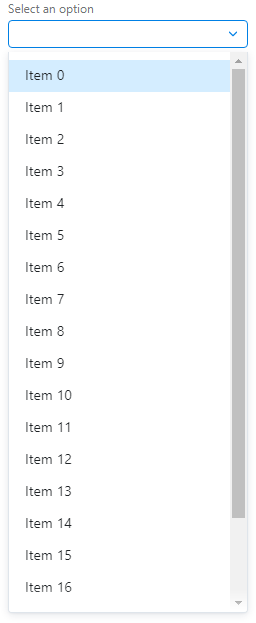 Select an option
Item 0
Item 1
Item 2
Item 3
Item 4
Item 5
Item 6
Item 7
Item 8
Item 9
Item 10
Item 11
Item 12
Item 13
Item 14
Item 15
Item 16